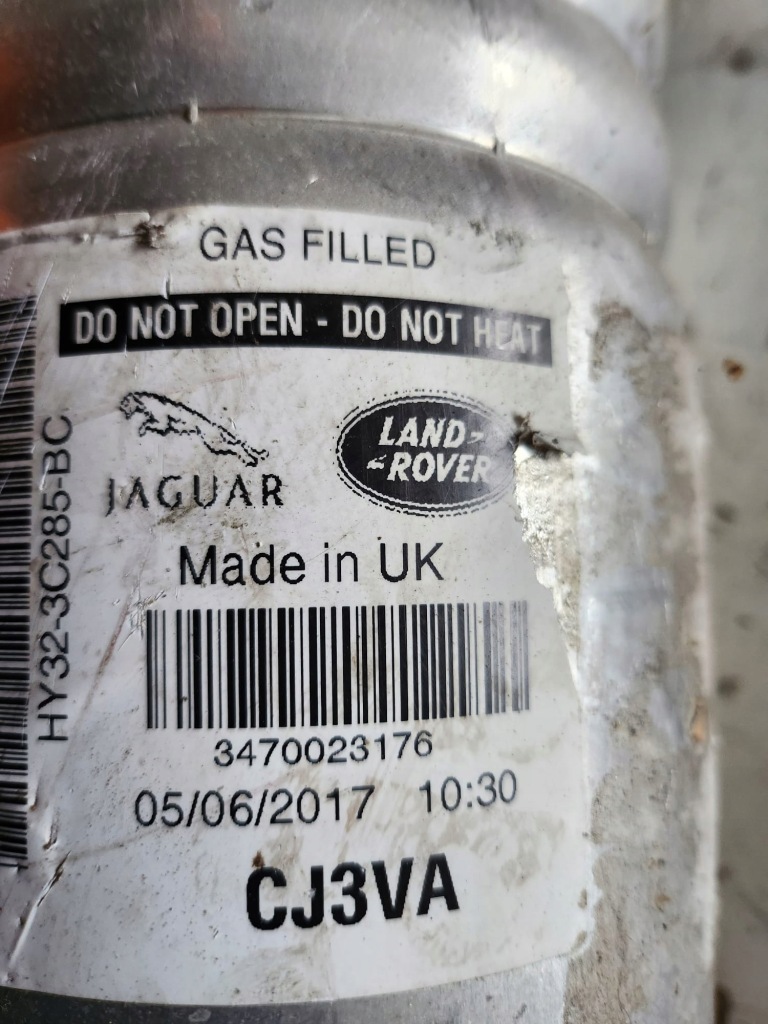 GAS FILLED
DO NOT OPEN - DO NOT HEAT
JAGUAR
LAND-
-ROVER
HY32-3C285-BC
Made in UK
3470023176
05/06/2017 10:30
CJ3VA